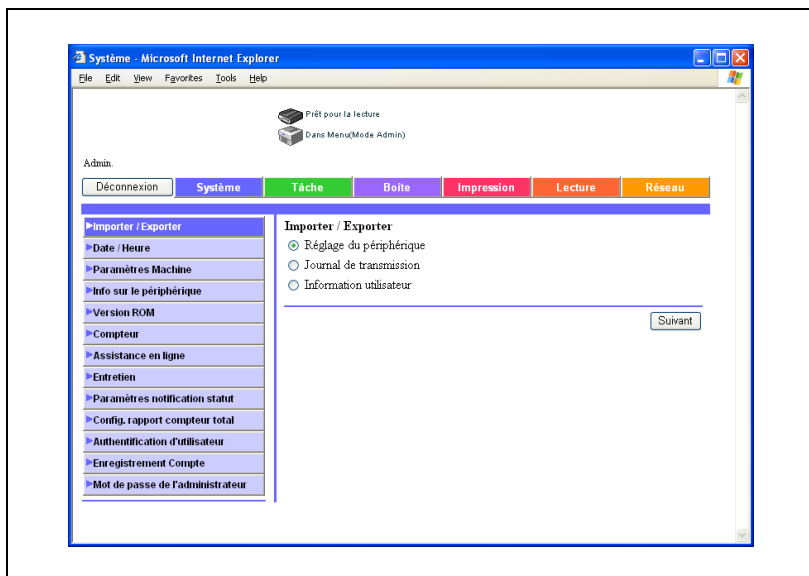 Système - Microsoft Internet Explorer
File Edit View Favorites Tools Help
Prêt pour la lecture
Dans Menu(Mode Admin)
Admin.
Déconnexion Système Tâche Boîte Impression Lecture Réseau
Importer / Exporter
Date / Heure
Paramètres Machine
Info sur le périphérique
Version ROM
Compteur
Assistance en ligne
Entretien
Paramètres notification statut
Config. rapport compteur total
Authentification d'utilisateur
Enregistrement Compte
Mot de passe de l'administrateur
Importer / Exporter
Réglage du périphérique
Journal de transmission
Information utilisateur
Suivant